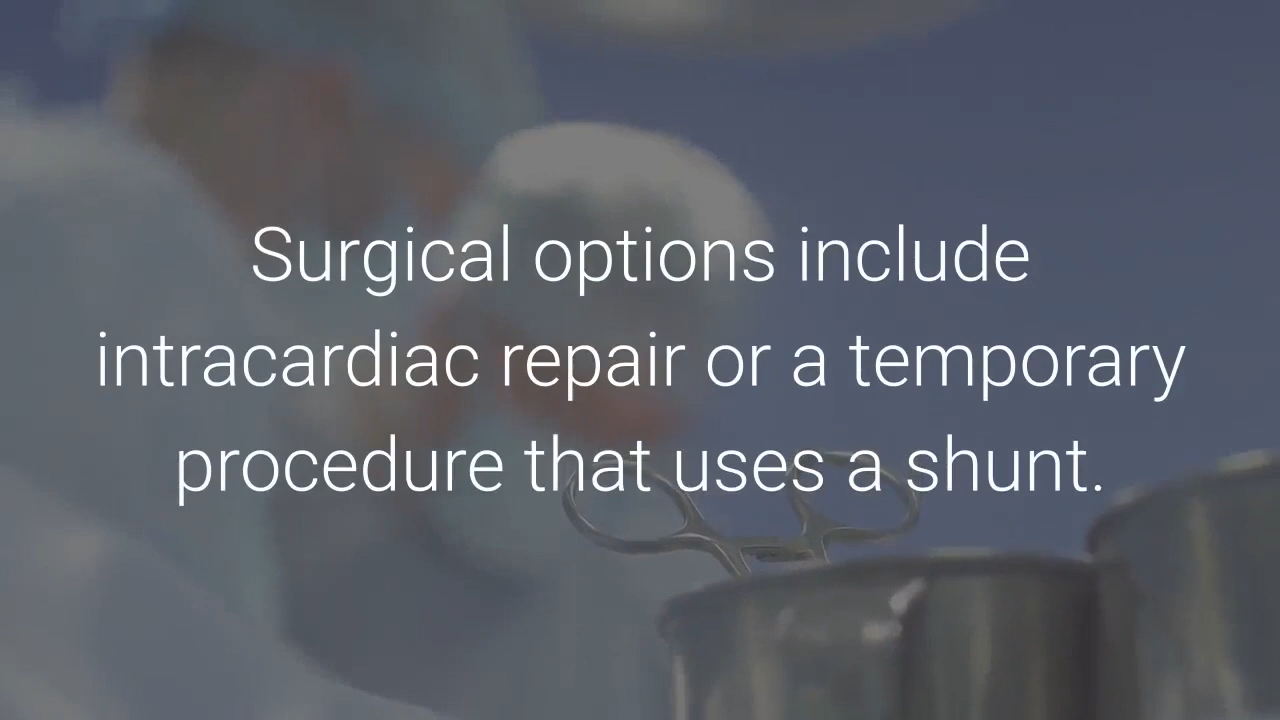 Surgical options include
intracardiac repair or a temporary
procedure that uses a shunt.